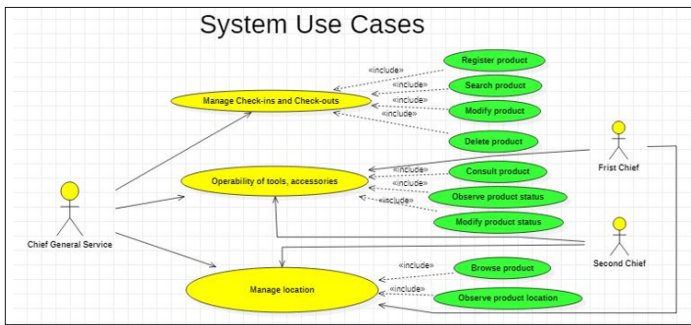 System Use Cases
Register product
«include»
Search product
«include»
Manage Check-ins and Check-outs
«include»
Modify product
«include»
Delete product
Frist Chief
«include»
Consult product
Operability of tools, accessories
«include»
Observe product status
«include»
Modify product status
Chief General Service
Second Chief
«include»
Browse product
Manage location
«include»
Observe product location